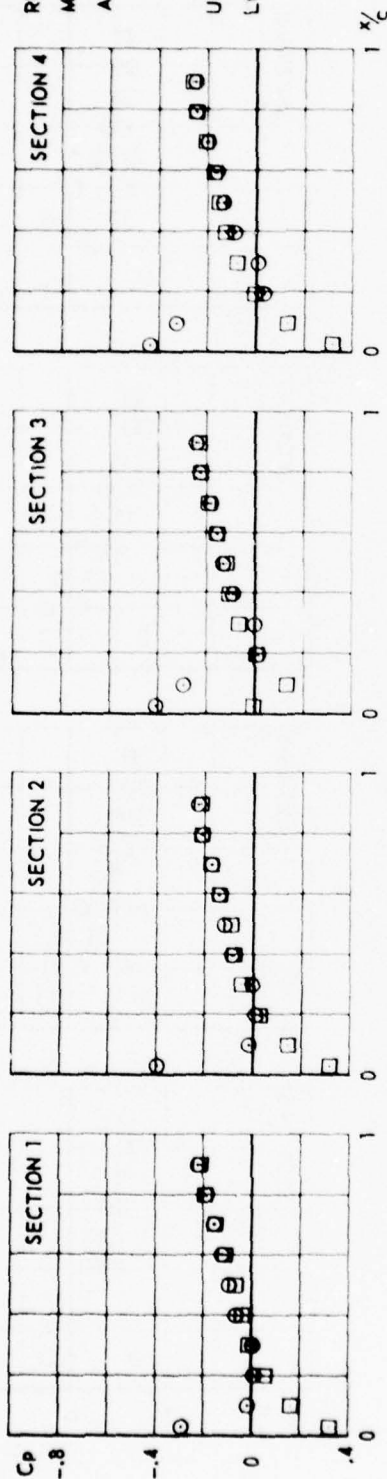 SECTION 1
SECTION 2
SECTION 3
SECTION 4
Cp
-.8
-.4
0
.4
0
1
0
1
0
1
0
1
x/c
R
M
A
U
L